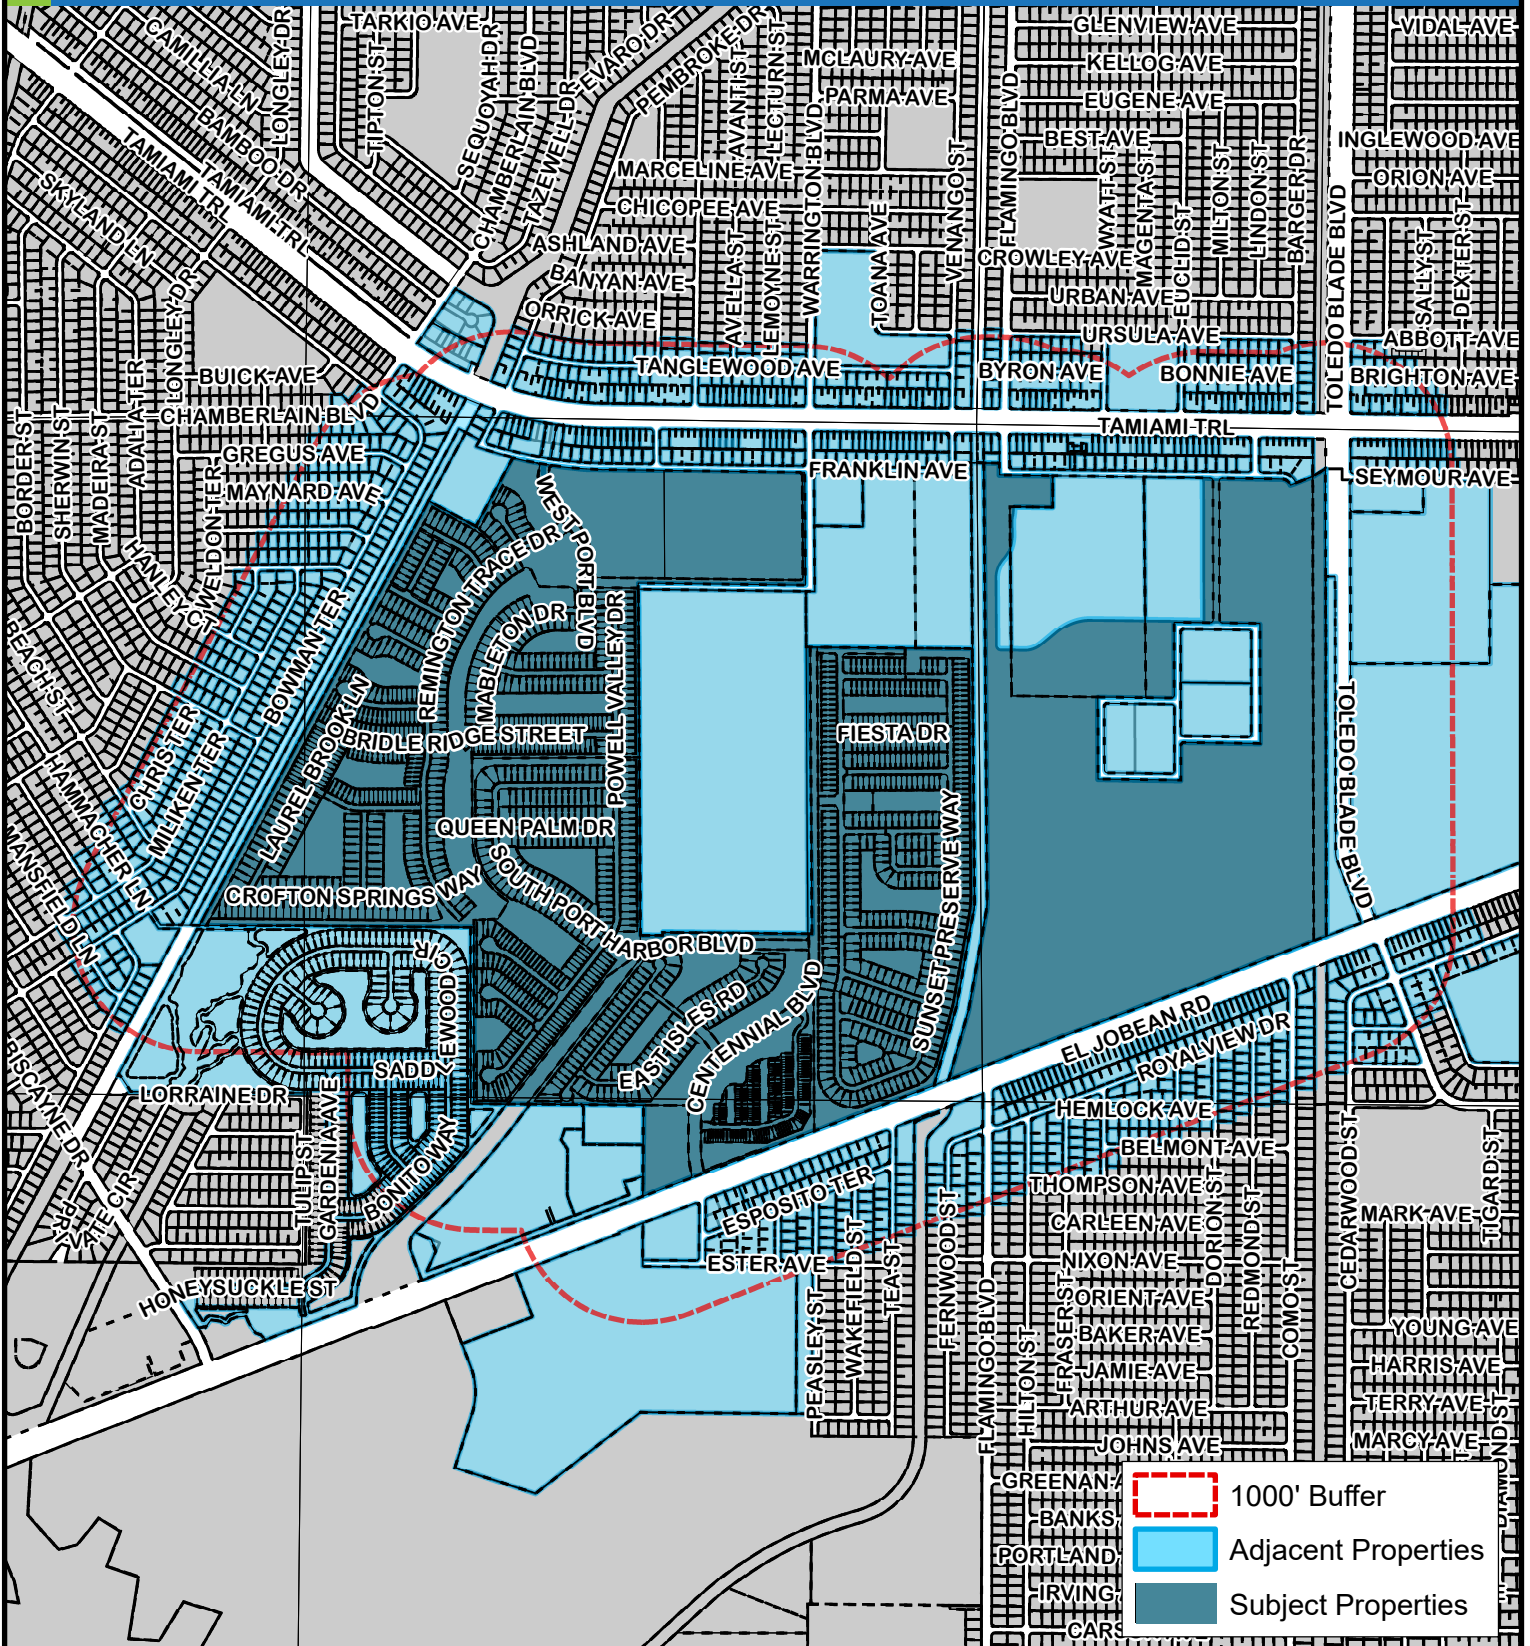 TARKIO AVE
GLENVIEW AVE
VIDAL AVE
CAMILLIA LN
LONGLEY DR
TIPTON ST
SEQUOYAH DR
CHAMBERLAIN BLVD
TAZEWELL DR
EVARO DR
PEMBROKE DR
AVANTI ST
LECTURN ST
MCLAURY AVE
KELLOG AVE
PARMA AVE
EUGENE AVE
BAMBOO DR
TAMIAMI TRL
TAMIAMI TRL
WARRINGTON BLVD
FLAMINGO BLVD
BEST AVE
INGLEWOOD AVE
MARCELINE AVE
VENANGO ST
WYATT ST
MAGENTA ST
MILTON ST
LINDON ST
BARGER DR
ORION AVE
SKYLAND LN
CHICOPEE AVE
TOLEDO BLADE BLVD
ASHLAND AVE
AVELLA ST
LEMOYNE ST
JOANA AVE
CROWLEY AVE
EUCLID ST
SALLY ST
DEXTER ST
BANYAN AVE
URBAN AVE
LONGLEY DR
ORRICK AVE
URSULA AVE
ABBOTT AVE
BUICK AVE
TANGLEWOOD AVE
BYRON AVE
BONNIE AVE
BRIGHTON AVE
BORDER ST
SHERWIN ST
MADEIRA ST
ADALIA TER
CHAMBERLAIN BLVD
TAMIAMI TRL
GREGUS AVE
FRANKLIN AVE
SEYMOUR AVE
WELDON TER
MAYNARD AVE
WEST PORT BLVD
HANLEY CT
REMINGTON TRACE DR
MABLETON DR
POWELL VALLEY DR
BEACH ST
BOWMAN TER
LAUREL BROOK LN
BRIDLE RIDGE STREET
FIESTA DR
TOLEDO BLADE BLVD
CHRIS TER
MILIKEN TER
HAMMACHER LN
QUEEN PALM DR
SUNSET PRESERVE WAY
MANSFIELD LN
CROFTON SPRINGS WAY
SOUTH PORT HARBOR BLVD
SADDLEWOOD CIR
EAST ISLES RD
CENTENNIAL BLVD
EL JOBEAN RD
ROYALVIEW DR
BISCAYNE DR
LORRAINE DR
HEMLOCK AVE
TULIP ST
GARDENIA AVE
BONITO WAY
BELMONT AVE
CEDARWOOD ST
TIGARD ST
PRIVATE CIR
ESPOSITO TER
THOMPSON AVE
DORION ST
REDMOND ST
CARLEEN AVE
MARK AVE
ESTER AVE
WAKEFIELD ST
TEA ST
FERNWOOD ST
NIXON AVE
HONEYSUCKLE ST
PEASLEY ST
FLAMINGO BLVD
HILTON ST
FRASER ST
ORIENT AVE
COMO ST
BAKER AVE
YOUNG AVE
JAMIE AVE
HARRIS AVE
ARTHUR AVE
TERRY AVE
JOHNS AVE
MARCY AVE
GREENAN A
BANKS
PORTLAND
IRVING
1000' Buffer
Adjacent Properties
Subject Properties